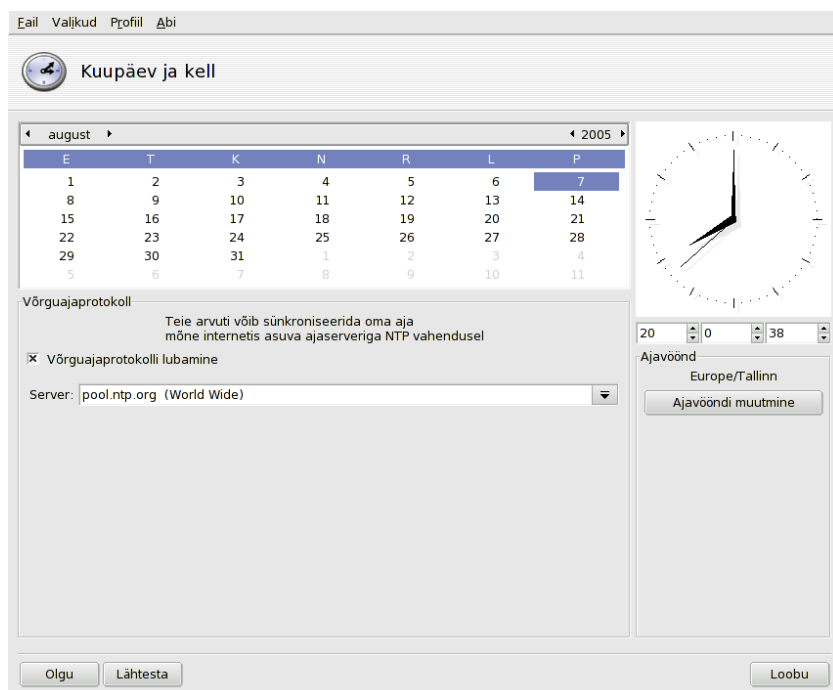 Fail Valikud Profiil Abi
Kuupäev ja kell
august 2005
E T K N R L P
1 2 3 4 5 6 7
8 9 10 11 12 13 14
15 16 17 18 19 20 21
22 23 24 25 26 27 28
29 30 31 1 2 3 4
5 6 7 8 9 10 11
20 0 38
Võrguajaprotokoll
Teie arvuti võib sünkroniseerida oma aja
mõne internetis asuva ajaserveriga NTP vahendusel
Võrguajaprotokolli lubamine
Server: pool.ntp.org (World Wide)
Ajavöönd
Europe/Tallinn
Ajavööndi muutmine
Olgu Lähtesta Loobu